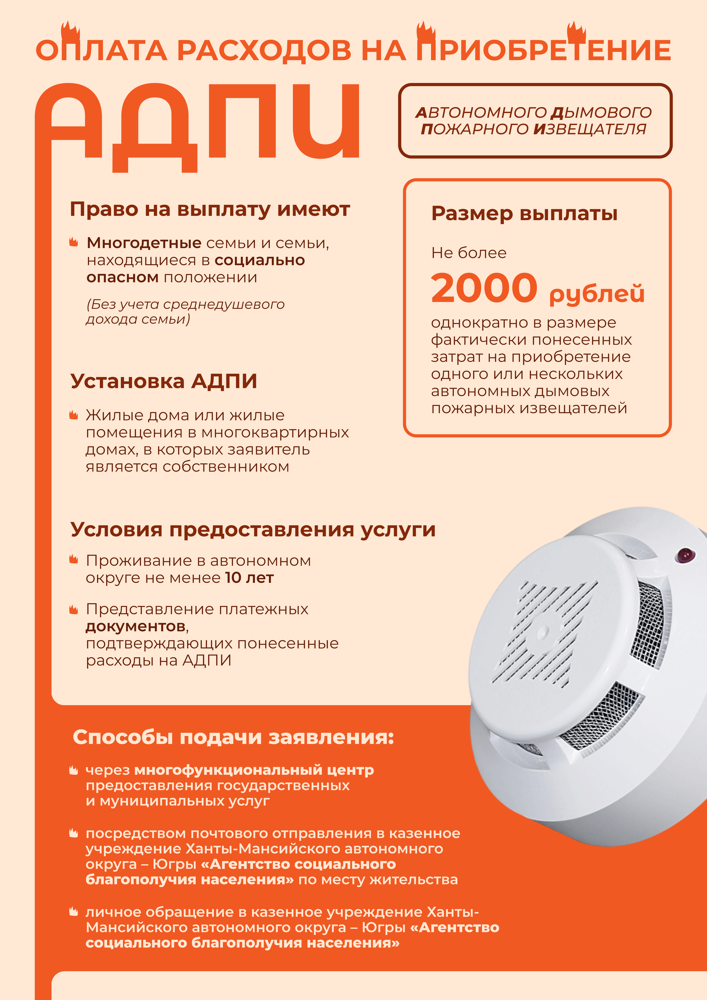 ОПЛАТА РАСХОДОВ НА ПРИОБРЕТЕНИЕ
АДПИ
АВТОНОМНОГО ДЫМОВОГО
ПОЖАРНОГО ИЗВЕЩАТЕЛЯ
Право на выплату имеют
Многодетные семьи и семьи,
находящиеся в социально
опасном положении
(Без учета среднедушевого
дохода семьи)
Размер выплаты
Не более
2000 рублей
однократно в размере
фактически понесенных
затрат на приобретение
одного или нескольких
автономных дымовых
пожарных извещателей
Установка АДПИ
Жилые дома или жилые
помещения в многоквартирных
домах, в которых заявитель
является собственником
Условия предоставления услуги
Проживание в автономном
округе не менее 10 лет
Представление платежных
документов,
подтверждающих понесенные
расходы на АДПИ
Способы подачи заявления:
через многофункциональный центр
предоставления государственных
и муниципальных услуг
посредством почтового отправления в казенное
учреждение Ханты-Мансийского автономного
округа – Югры «Агентство социального
благополучия населения» по месту жительства
личное обращение в казенное учреждение Ханты-
Мансийского автономного округа – Югры «Агентство
социального благополучия населения»